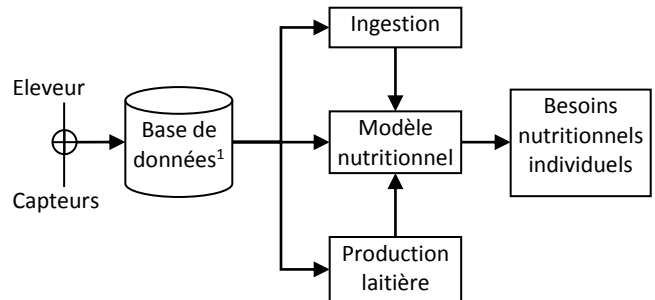 Ingestion
Eleveur
Base de
données¹
Capteurs
Modèle
nutritionnel
Besoins
nutritionnels
individuels
Production
laitière